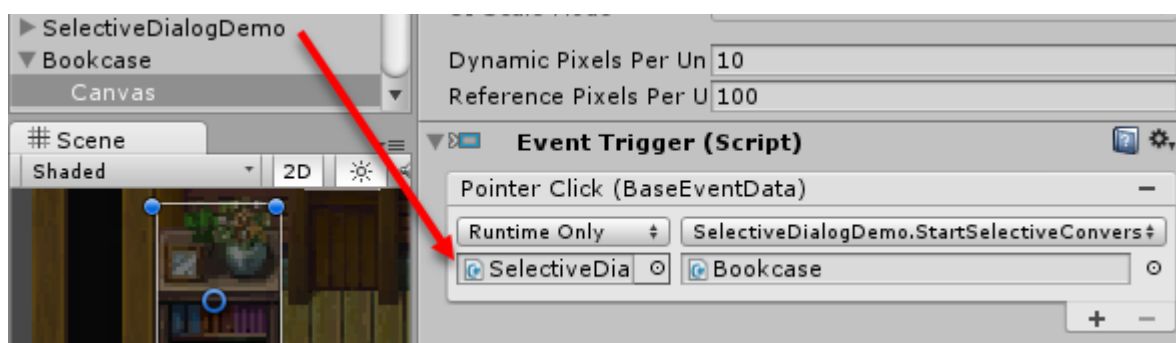 SelectiveDialogDemo
Bookcase
Canvas
Scene
Shaded
2D
Dynamic Pixels Per Un 10
Reference Pixels Per U 100
Event Trigger (Script)
Pointer Click (BaseEventData)
Runtime Only
SelectiveDialogDemo.StartSelectiveConvers
SelectiveDia
Bookcase